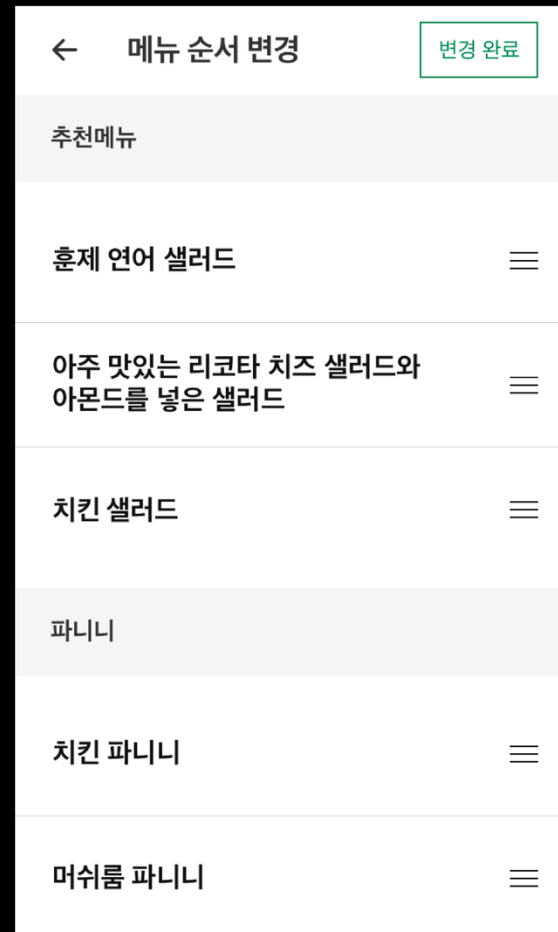 메뉴 순서 변경
변경 완료
추천메뉴
훈제 연어 샐러드
아주 맛있는 리코타 치즈 샐러드와
아몬드를 넣은 샐러드
치킨 샐러드
파니니
치킨 파니니
머쉬룸 파니니